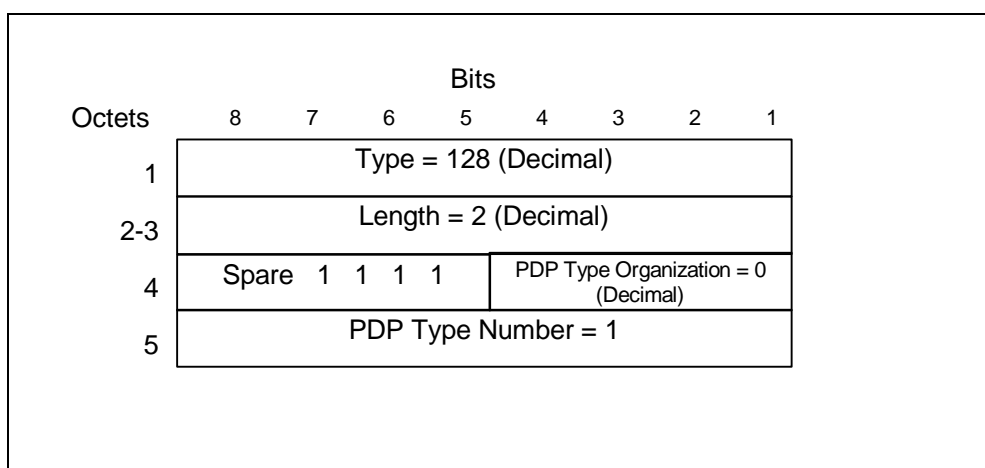 Bits
Octets 8 7 6 5 4 3 2 1
1 Type = 128 (Decimal)
2-3 Length = 2 (Decimal)
4 Spare 1 1 1 1 PDP Type Organization = 0
(Decimal)
5 PDP Type Number = 1